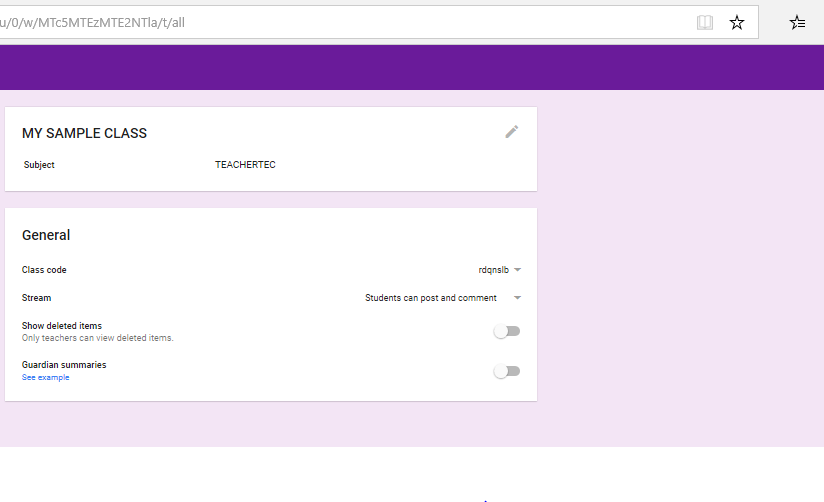 u/0/w/MTc5MTEzMTE2NTla/t/all
MY SAMPLE CLASS
Subject TEACHERTEC
General
Class code rdqnslb
Stream Students can post and comment
Show deleted items
Only teachers can view deleted items.
Guardian summaries
See example